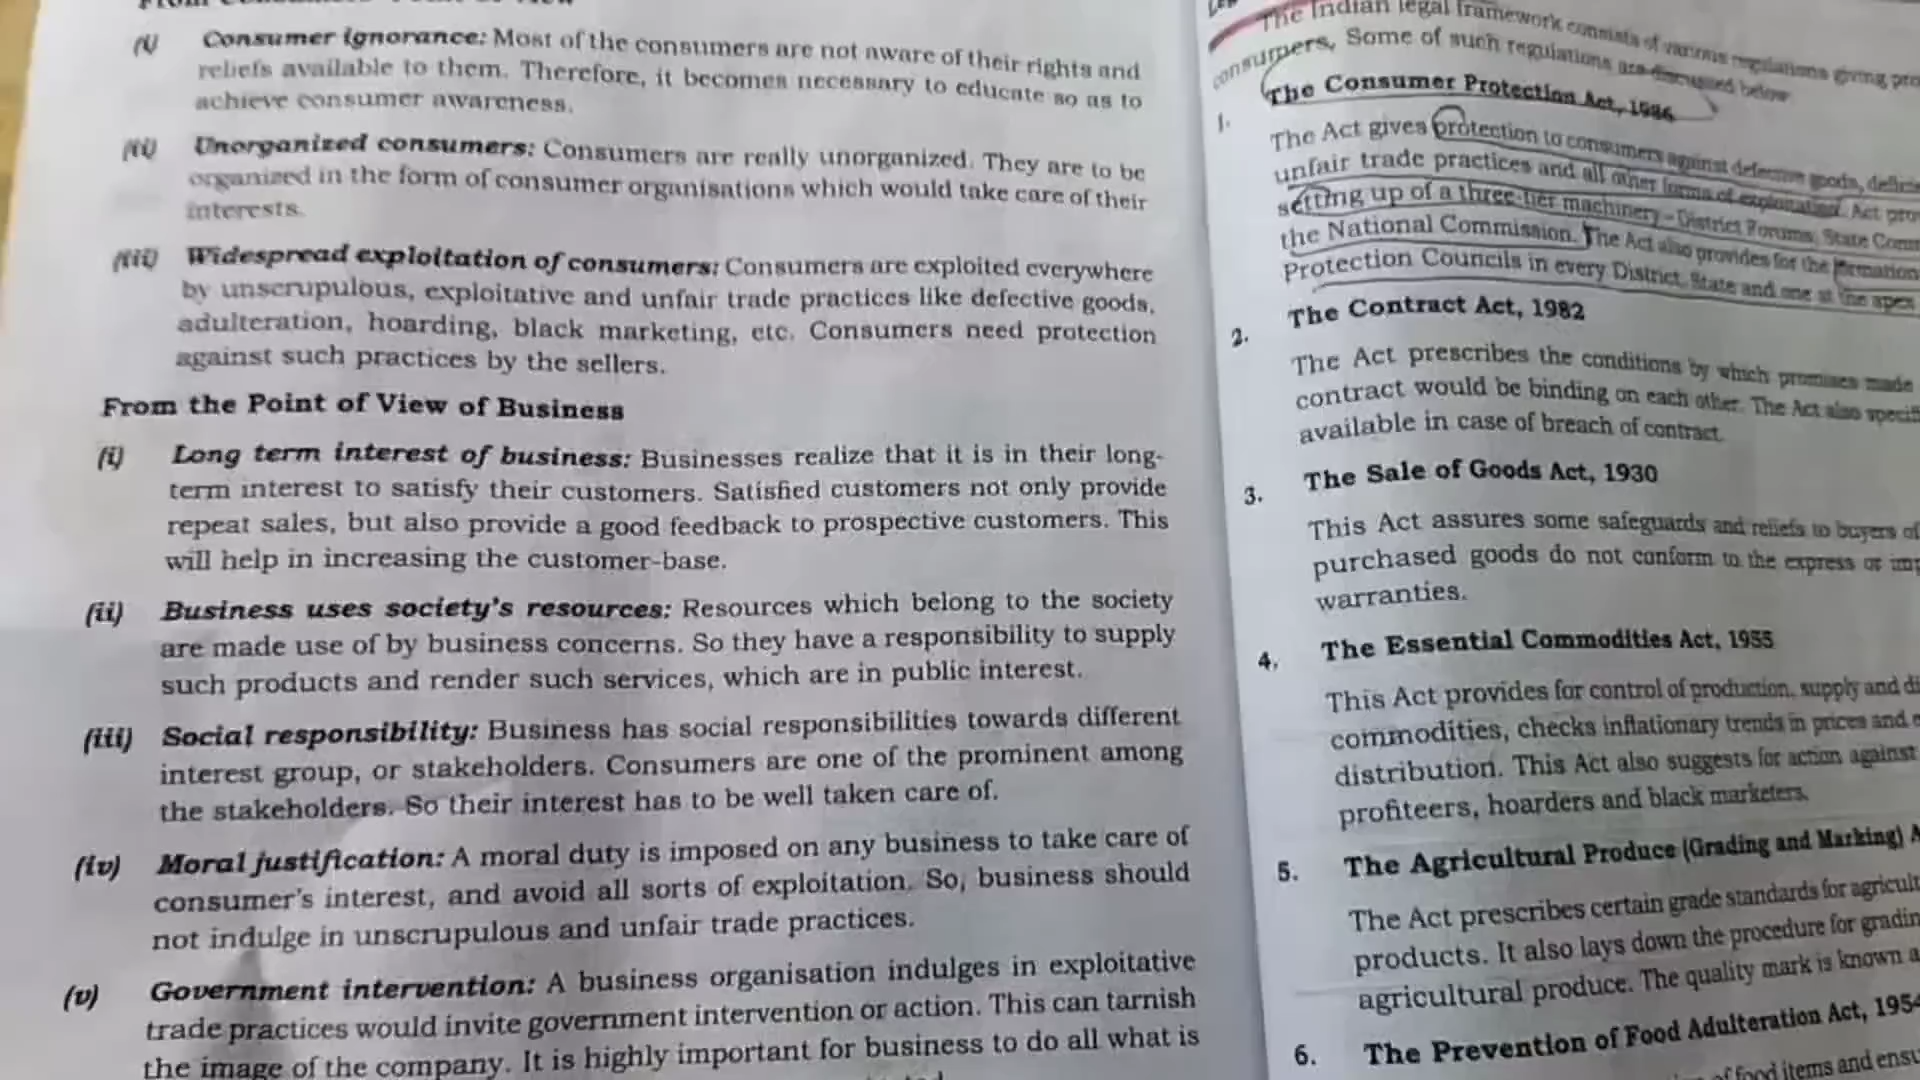 (i) Consumer ignorance: Most of the consumers are not aware of their rights and
reliefs available to them. Therefore, it becomes necessary to educate so as to
achieve consumer awareness.
(ii) Unorganized consumers: Consumers are really unorganized. They are to be
organized in the form of consumer organisations which would take care of their
interests.
(iii) Widespread exploitation of consumers: Consumers are exploited everywhere
by unscrupulous, exploitative and unfair trade practices like defective goods,
adulteration, hoarding, black marketing, etc. Consumers need protection
against such practices by the sellers.
From the Point of View of Business
(i) Long term interest of business: Businesses realize that it is in their long-
term interest to satisfy their customers. Satisfied customers not only provide
repeat sales, but also provide a good feedback to prospective customers. This
will help in increasing the customer-base.
(ii) Business uses society's resources: Resources which belong to the society
are made use of by business concerns. So they have a responsibility to supply
such products and render such services, which are in public interest.
(iii) Social responsibility: Business has social responsibilities towards different
interest group, or stakeholders. Consumers are one of the prominent among
the stakeholders. So their interest has to be well taken care of.
(iv) Moral justification: A moral duty is imposed on any business to take care of
consumer's interest, and avoid all sorts of exploitation. So, business should
not indulge in unscrupulous and unfair trade practices.
(v) Government intervention: A business organisation indulges in exploitative
trade practices would invite government intervention or action. This can tarnish
the image of the company. It is highly important for business to do all what is
The Indian legal framework consists of various regulations giving
consumers. Some of such regulations are discussed below
1. The Consumer Protection Act, 1986
The Act gives protection to consumers against defective goods,
unfair trade practices and all other forms of exploitation. Act
setting up of a three-tier machinery - District Forums, State
the National Commission. The Act also provides for the formation
Protection Councils in every District, State and one at the apex
2. The Contract Act, 1982
The Act prescribes the conditions by which promises made
contract would be binding on each other. The Act also
available in case of breach of contract.
3. The Sale of Goods Act, 1930
This Act assures some safeguards and reliefs to buyers of
purchased goods do not conform to the express or
warranties.
4. The Essential Commodities Act, 1955
This Act provides for control of production, supply and
commodities, checks inflationary trends in prices and
distribution. This Act also suggests for action against
profiteers, hoarders and black marketers.
5. The Agricultural Produce (Grading and Marking)
The Act prescribes certain grade standards for
products. It also lays down the procedure for
agricultural produce. The quality mark is known
6. The Prevention of Food Adulteration Act, 1954
of food items and